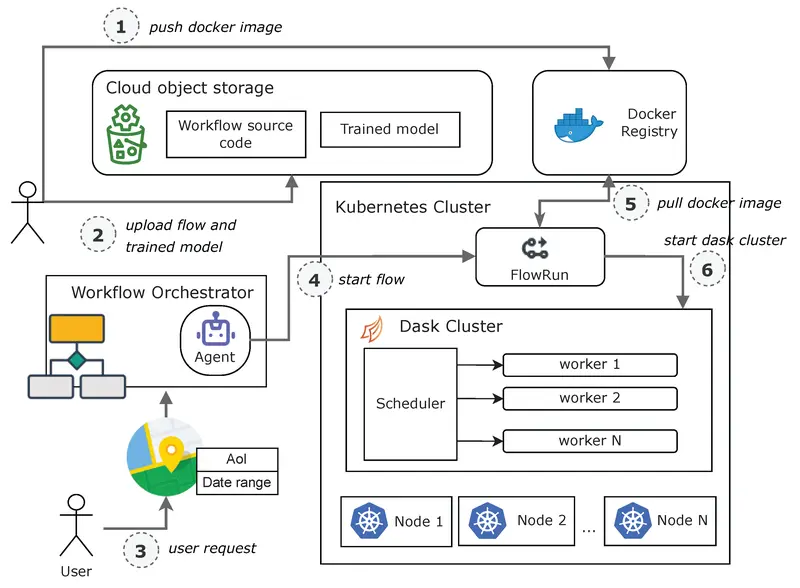 1
push docker image
Cloud object storage
Workflow source
code
Trained model
Docker
Registry
2
upload flow and
trained model
Kubernetes Cluster
5
pull docker image
start dask cluster
6
FlowRun
4
start flow
Workflow Orchestrator
Agent
Dask Cluster
Scheduler
worker 1
worker 2
worker N
AoI
Date range
Node 1
Node 2
...
Node N
3
user request
User